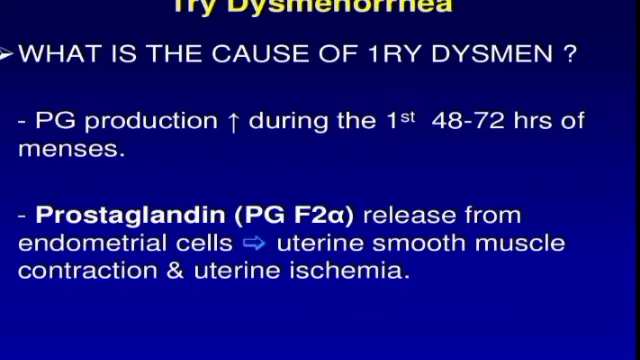 1ry Dysmenorrhea
➢WHAT IS THE CAUSE OF 1RY DYSMEN ?
- PG production ↑ during the 1st 48-72 hrs of
menses.
- Prostaglandin (PG F2α) release from
endometrial cells ⇨ uterine smooth muscle
contraction & uterine ischemia.